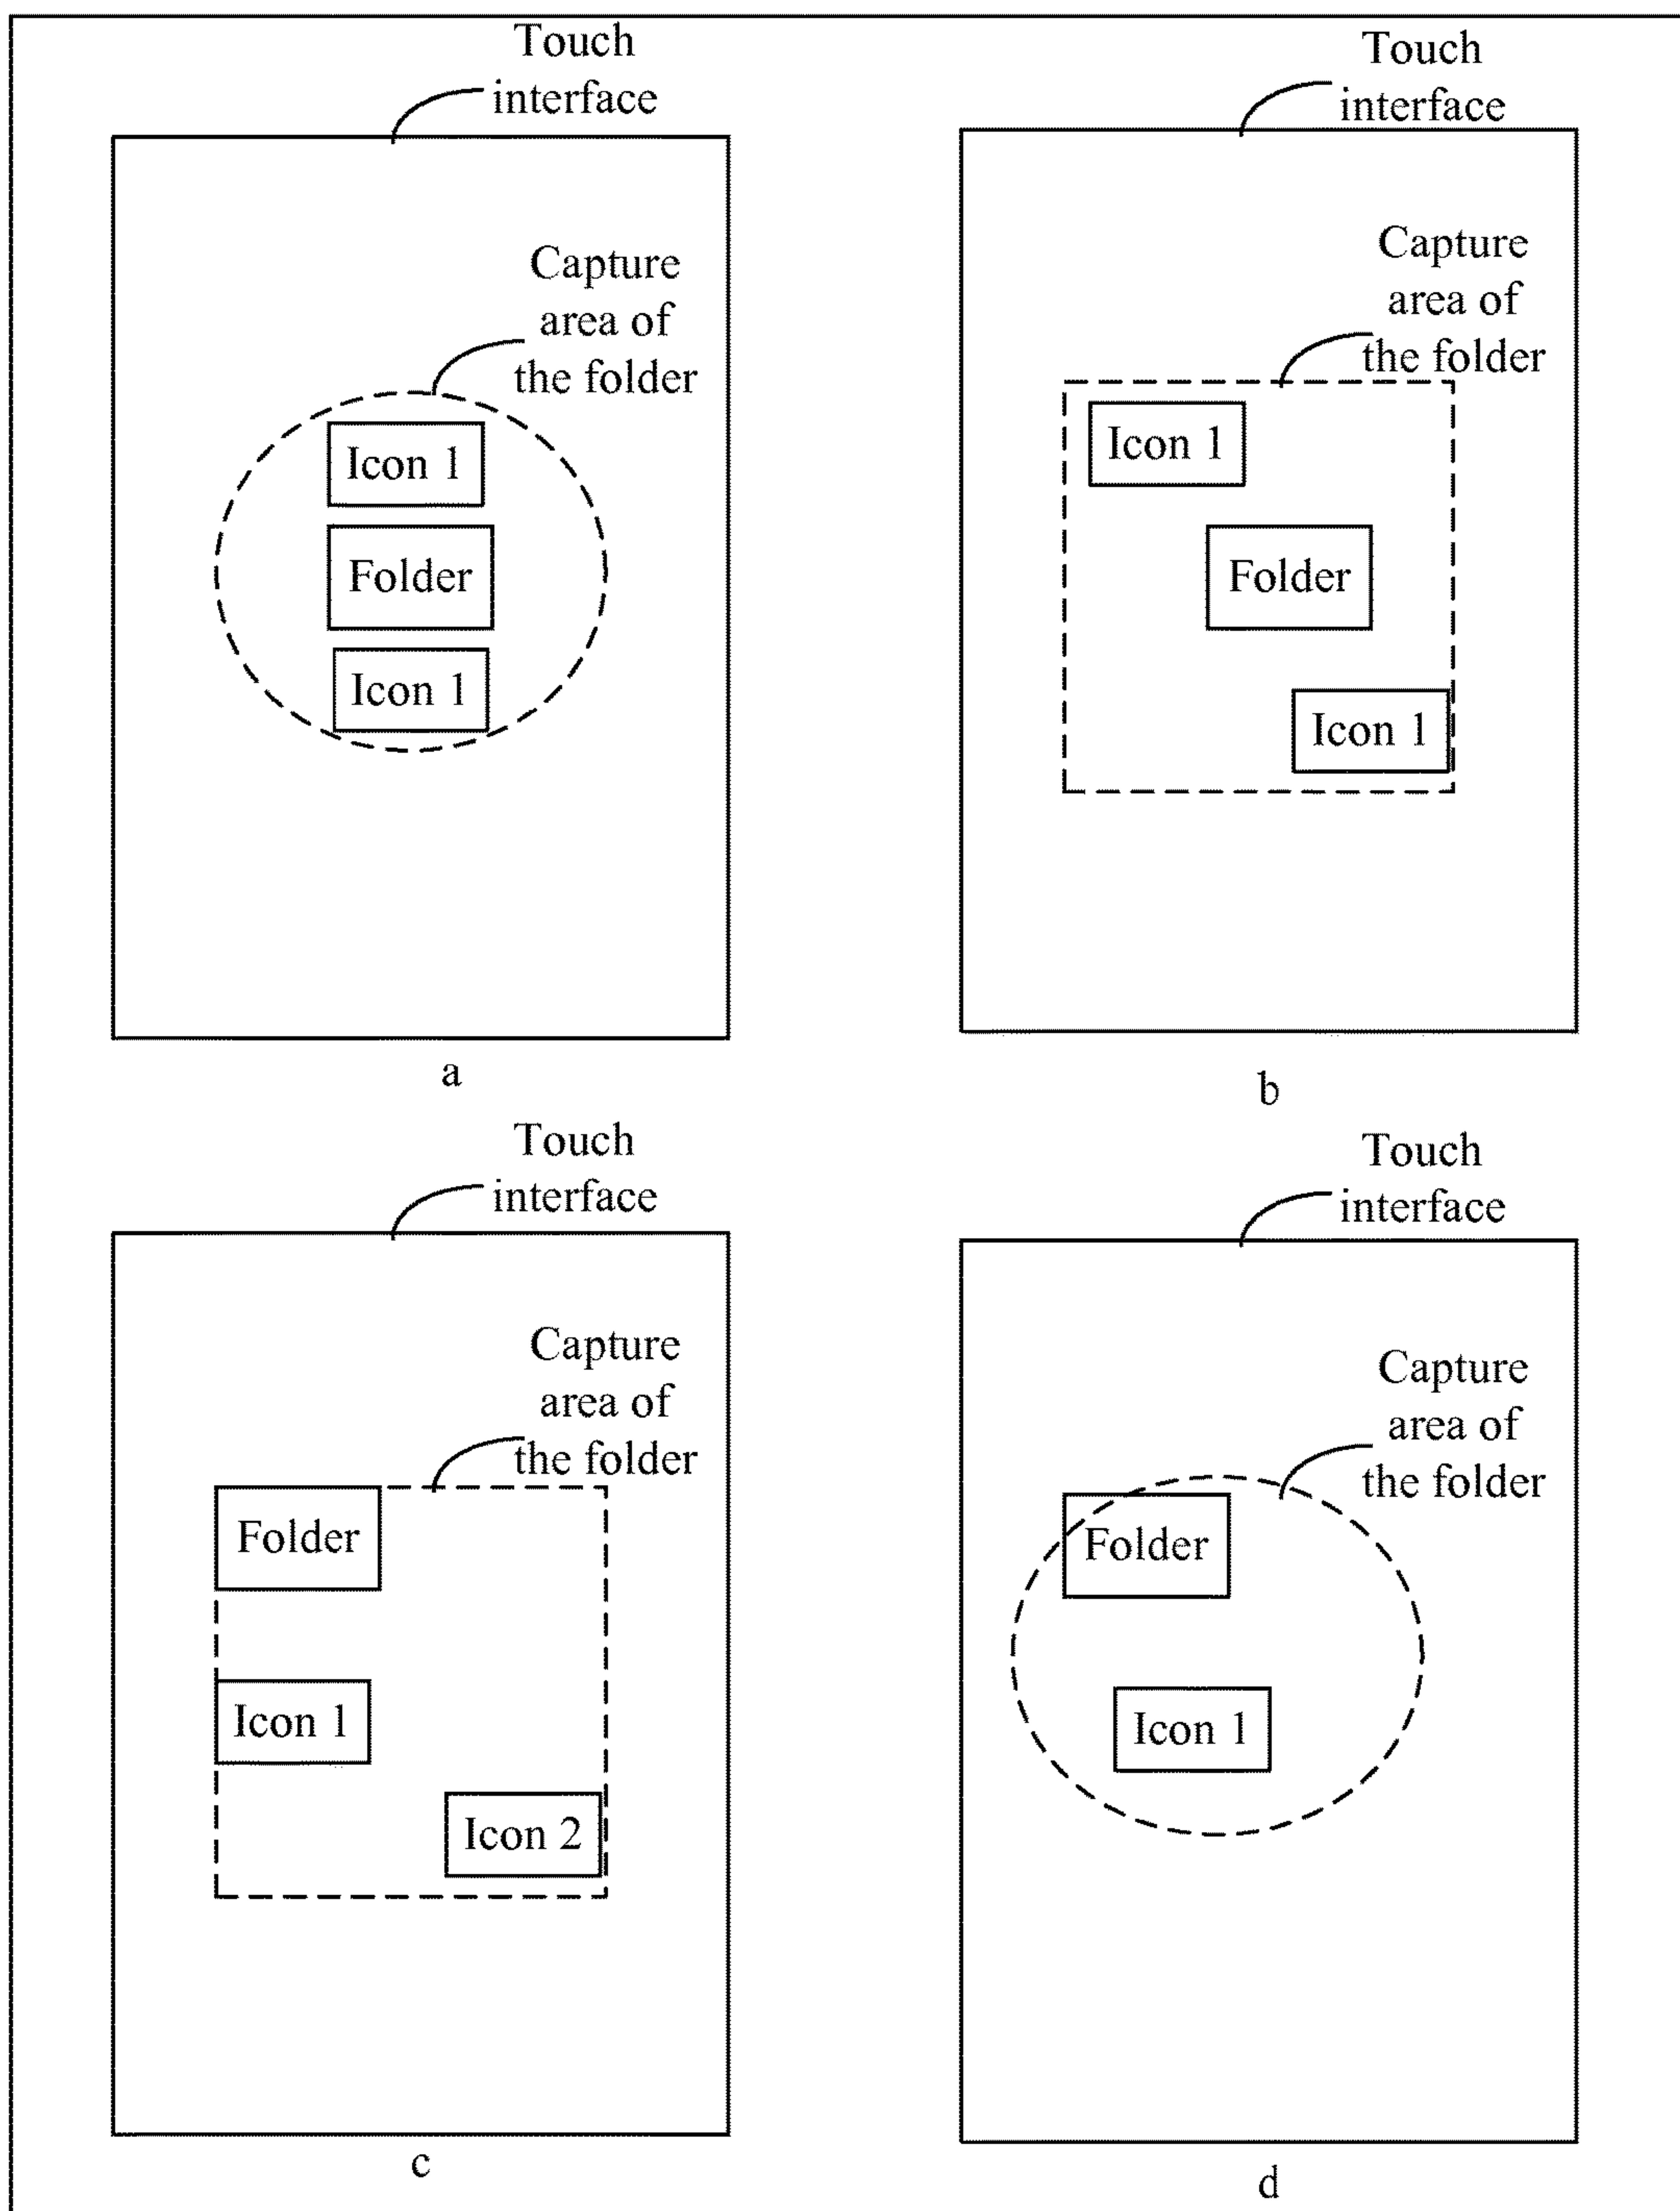 Touch
interface
Capture
area of
the folder
Icon 1
Folder
Icon 1
a
Touch
interface
Capture
area of
the folder
Icon 1
Folder
Icon 1
b
Touch
interface
Capture
area of
the folder
Folder
Icon 1
Icon 2
c
Touch
interface
Capture
area of
the folder
Folder
Icon 1
d